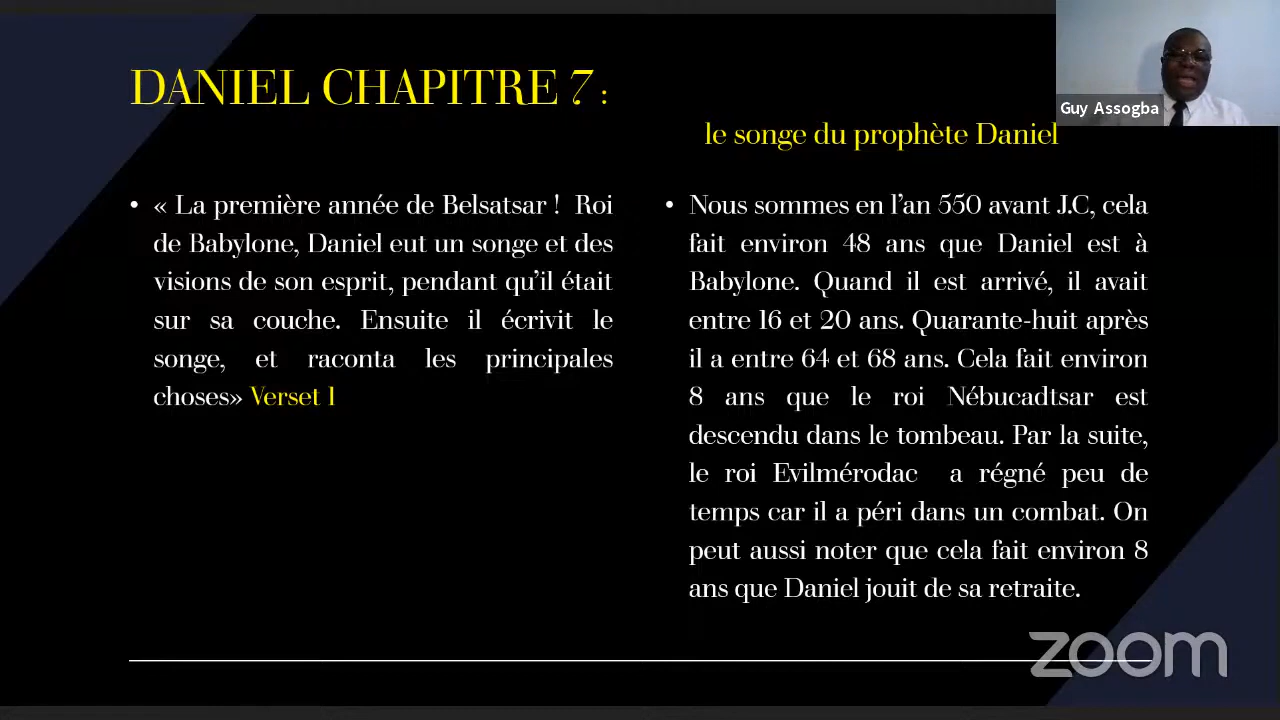 DANIEL CHAPITRE 7 :
Guy Assogba
le songe du prophète Daniel
• « La première année de Belsatsar ! Roi
de Babylone, Daniel eut un songe et des
visions de son esprit, pendant qu’il était
sur sa couche. Ensuite il écrivit le
songe, et raconta les principales
choses» Verset 1
• Nous sommes en l’an 550 avant J.C, cela
fait environ 48 ans que Daniel est à
Babylone. Quand il est arrivé, il avait
entre 16 et 20 ans. Quarante-huit après
il a entre 64 et 68 ans. Cela fait environ
8 ans que le roi Nébucadtsar est
descendu dans le tombeau. Par la suite,
le roi Evilmérodac a régné peu de
temps car il a péri dans un combat. On
peut aussi noter que cela fait environ 8
ans que Daniel jouit de sa retraite.
zoom